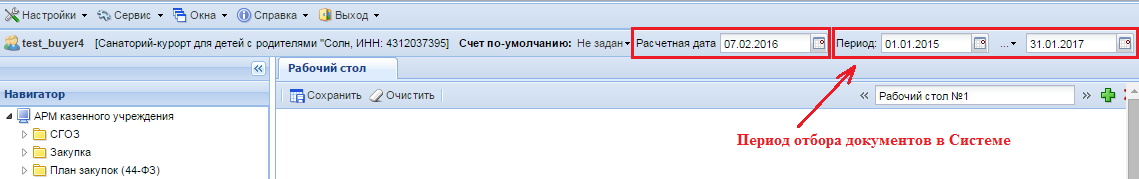 Настройки Сервис Окна Справка Выход
test_buyer4 [Санаторий-курорт для детей с родителями "Солн, ИНН: 4312037395] Счет по-умолчанию: Не задан Расчетная дата 07.02.2016 Период: 01.01.2015 ... 31.01.2017
Рабочий стол
Навигатор
Сохранить Очистить « Рабочий стол №1 »
АРМ казенного учреждения
СГОЗ
Закупка
План закупок (44-ФЗ)
Период отбора документов в Системе